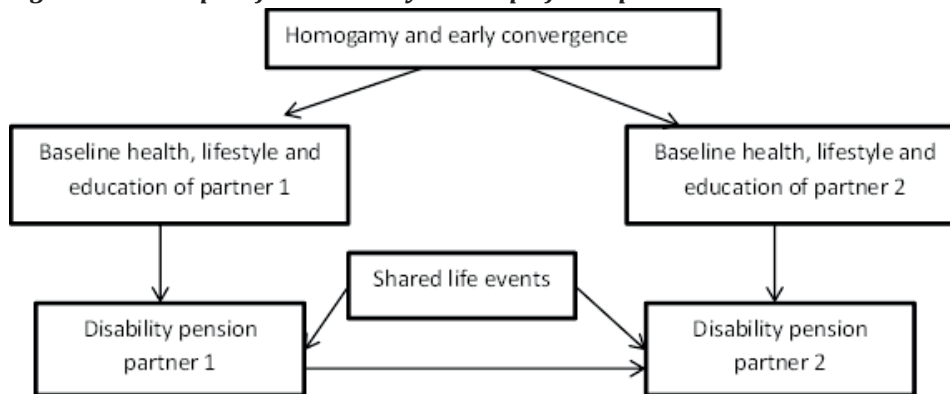 Homogamy and early convergence
Baseline health, lifestyle and
education of partner 1
Baseline health, lifestyle and
education of partner 2
Shared life events
Disability pension
partner 1
Disability pension
partner 2